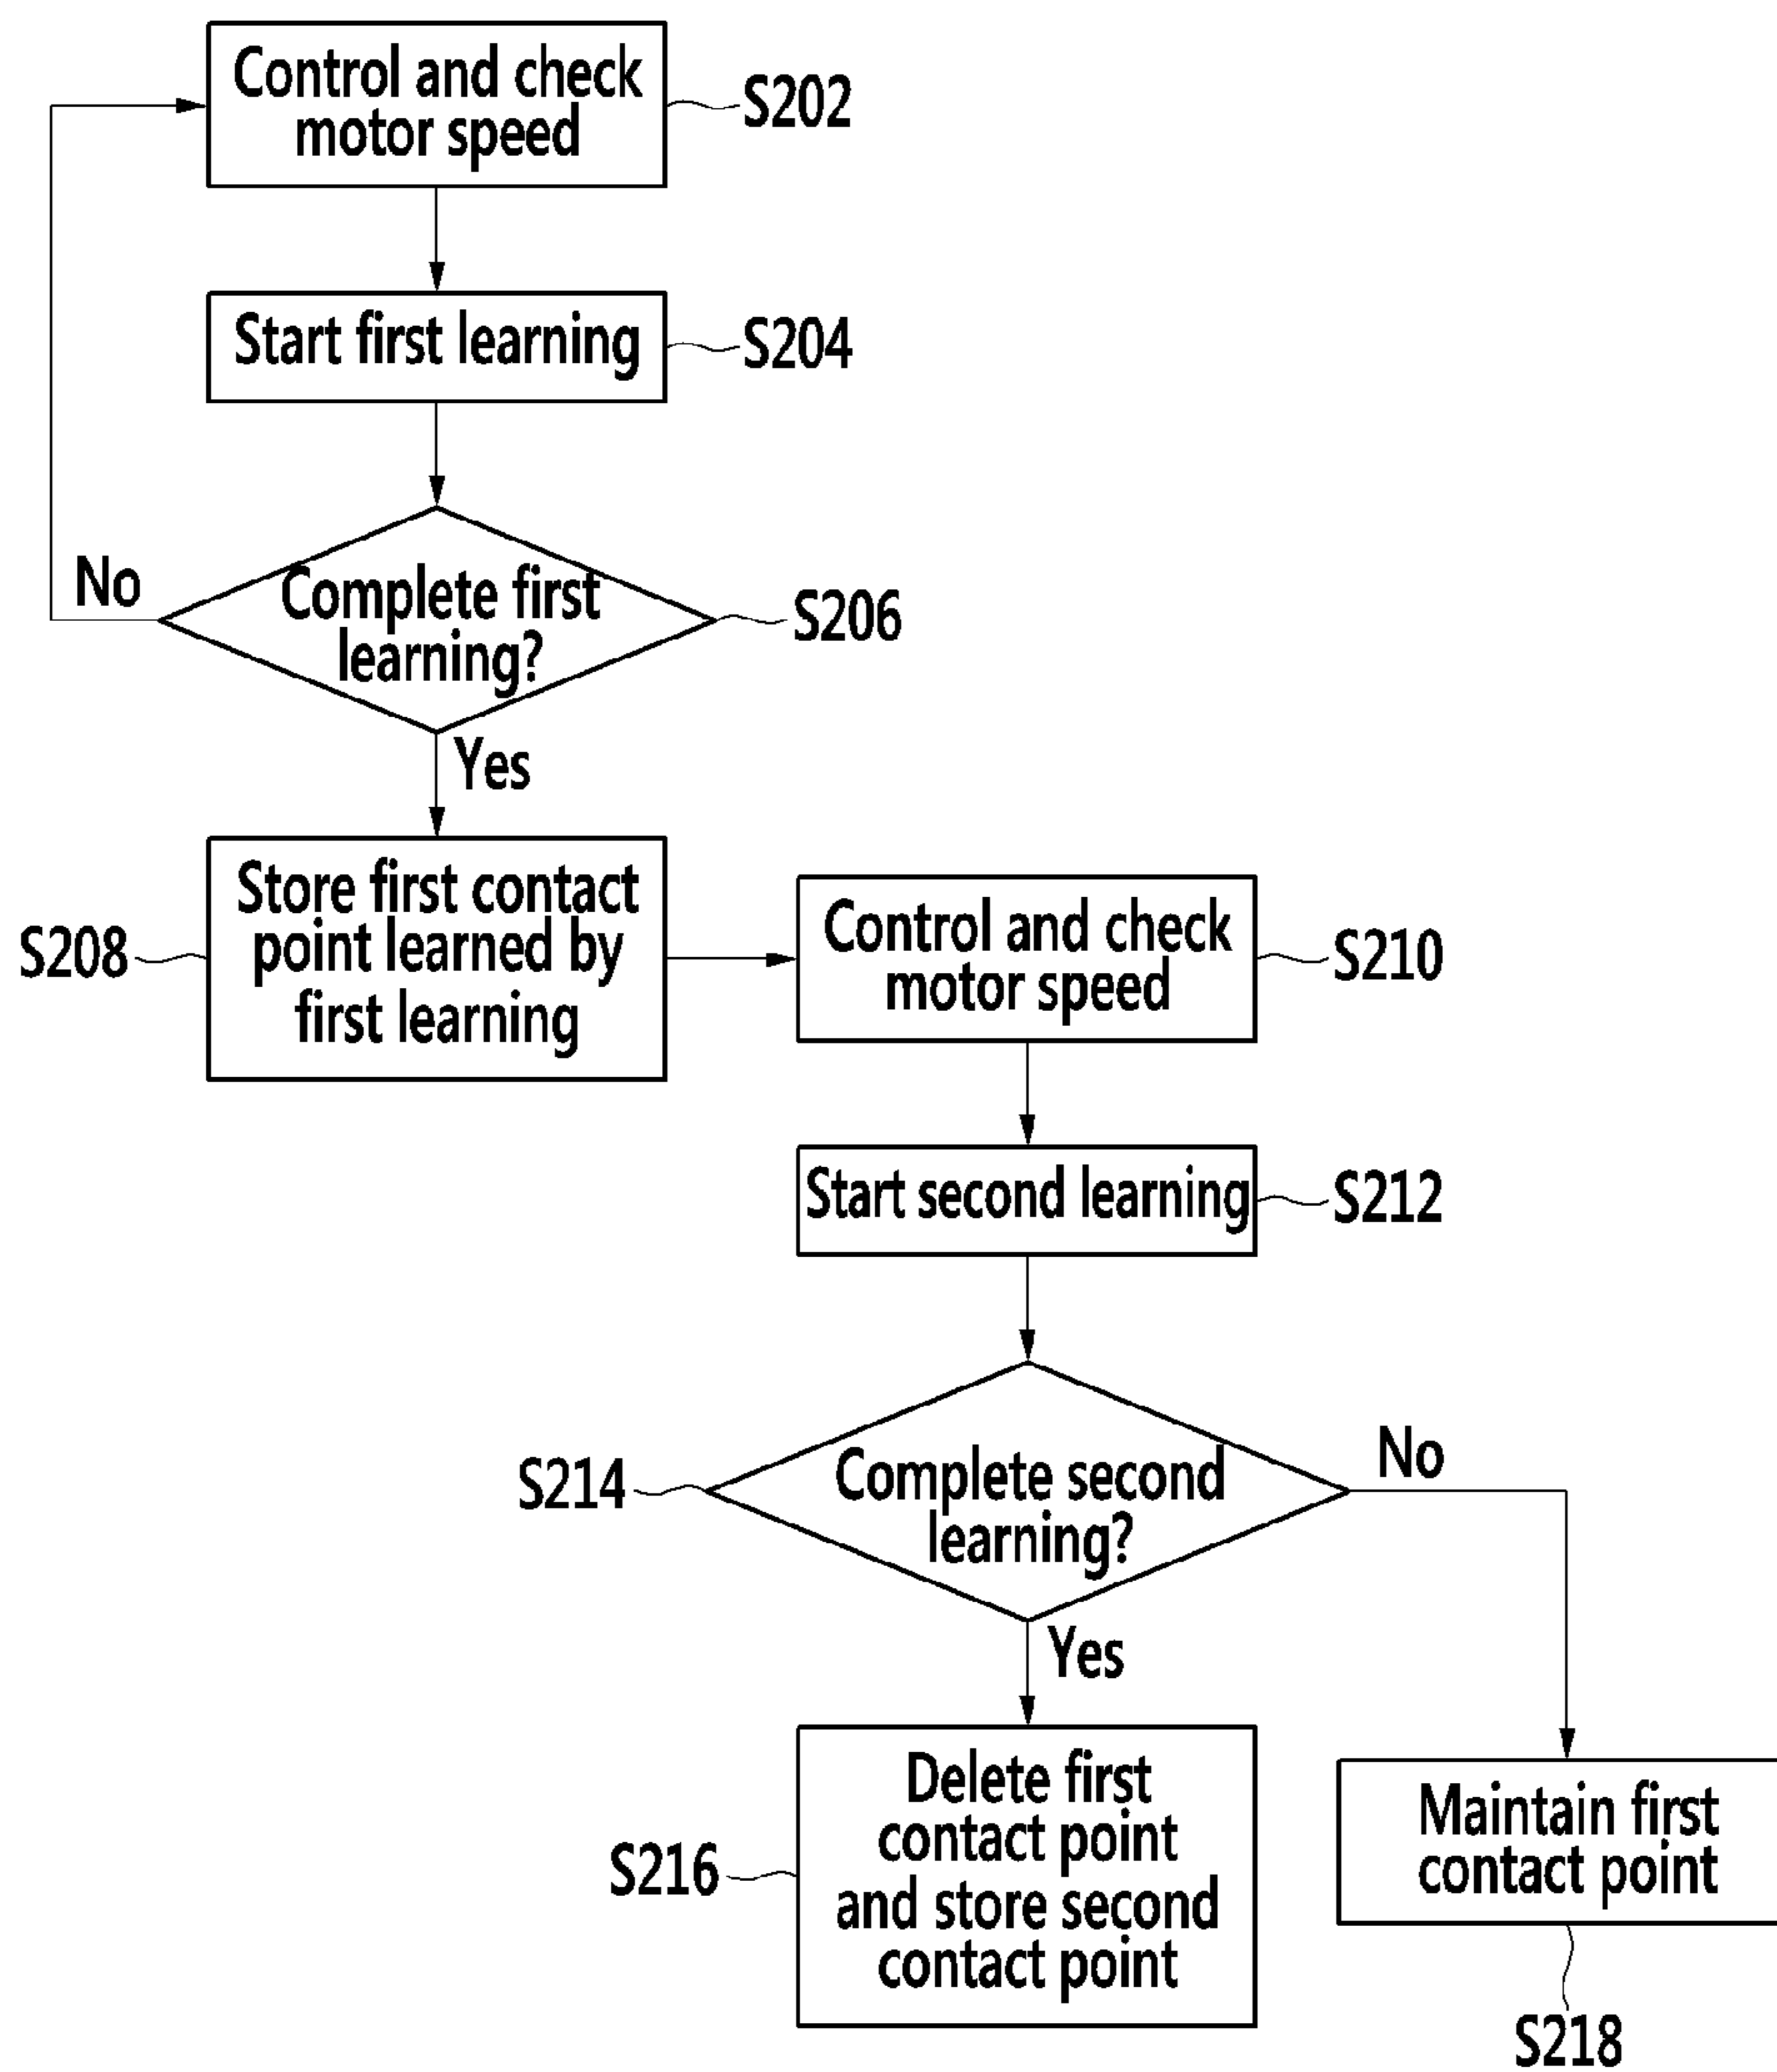 Control and check
motor speed
S202
Start first learning
S204
No
Complete first
learning?
S206
Yes
S208
Store first contact
point learned by
first learning
Control and check
motor speed
S210
Start second learning
S212
S214
Complete second
learning?
No
Yes
S216
Delete first
contact point
and store second
contact point
Maintain first
contact point
S218